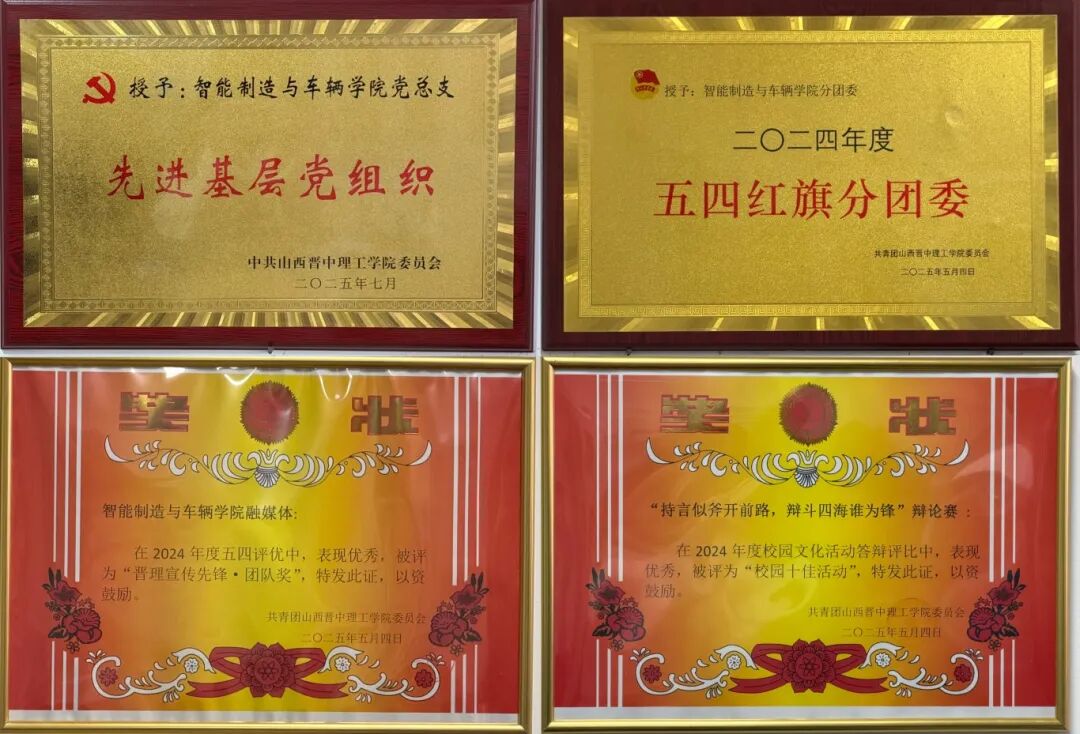 授予：智能制造与车辆学院党总支
先进基层党组织
中共山西晋中理工学院委员会
二〇二五年七月
授予：智能制造与车辆学院分团委
二〇二四年度
五四红旗分团委
共青团山西晋中理工学院委员会
二〇二五年五月四日
奖状
智能制造与车辆学院融媒体：
在 2024 年度五四评优中，表现优秀，被评
为“晋理宣传先锋·团队奖”，特发此证，以资
鼓励。
共青团山西晋中理工学院委员会
二〇二五年五月四日
奖状
“持言似斧开前路，辩斗四海谁为锋”辩论赛：
在 2024 年度校园文化活动答辩评比中，表现
优秀，被评为“校园十佳活动”，特发此证，以资
鼓励。
共青团山西晋中理工学院委员会
二〇二五年五月四日